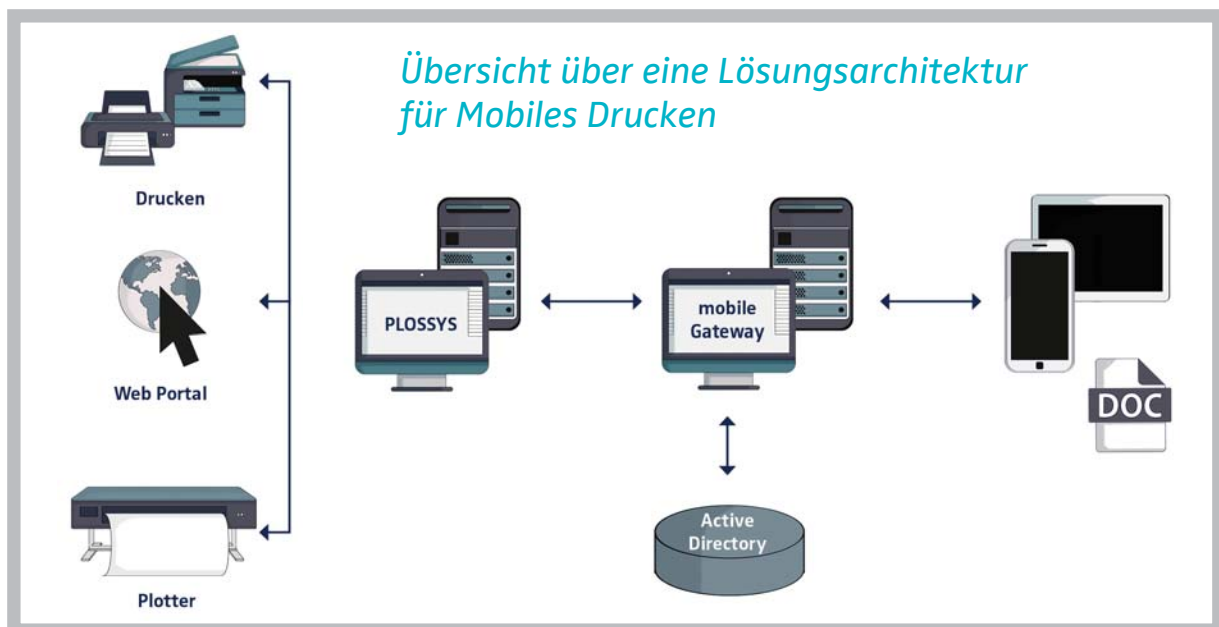 Übersicht über eine Lösungsarchitektur
für Mobiles Drucken
Drucken
Web Portal
Plotter
PLOSSYS
mobile
Gateway
Active
Directory
DOC